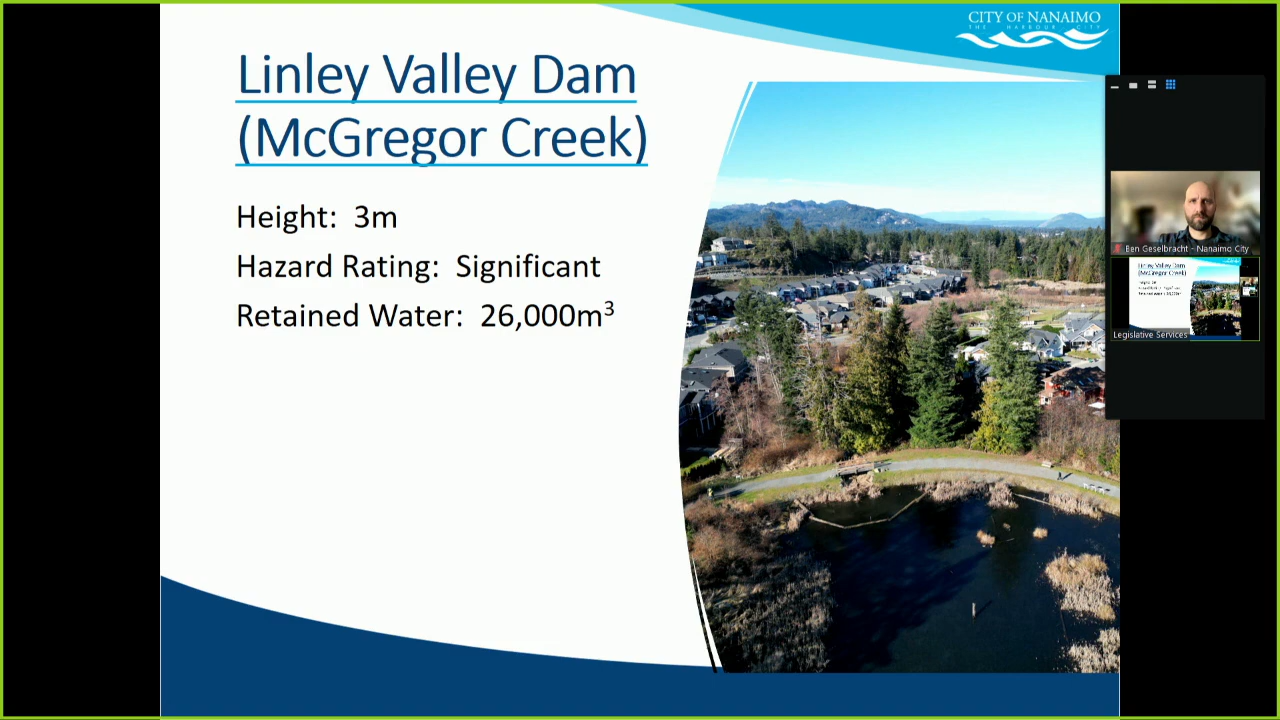 CITY OF NANAIMO
THE HARBOUR CITY
Linley Valley Dam
(McGregor Creek)
Height: 3m
Hazard Rating: Significant
Retained Water: 26,000m³
Ben Geselbracht - Nanaimo City
Linley Valley Dam
(McGregor Creek)
Legislative Services